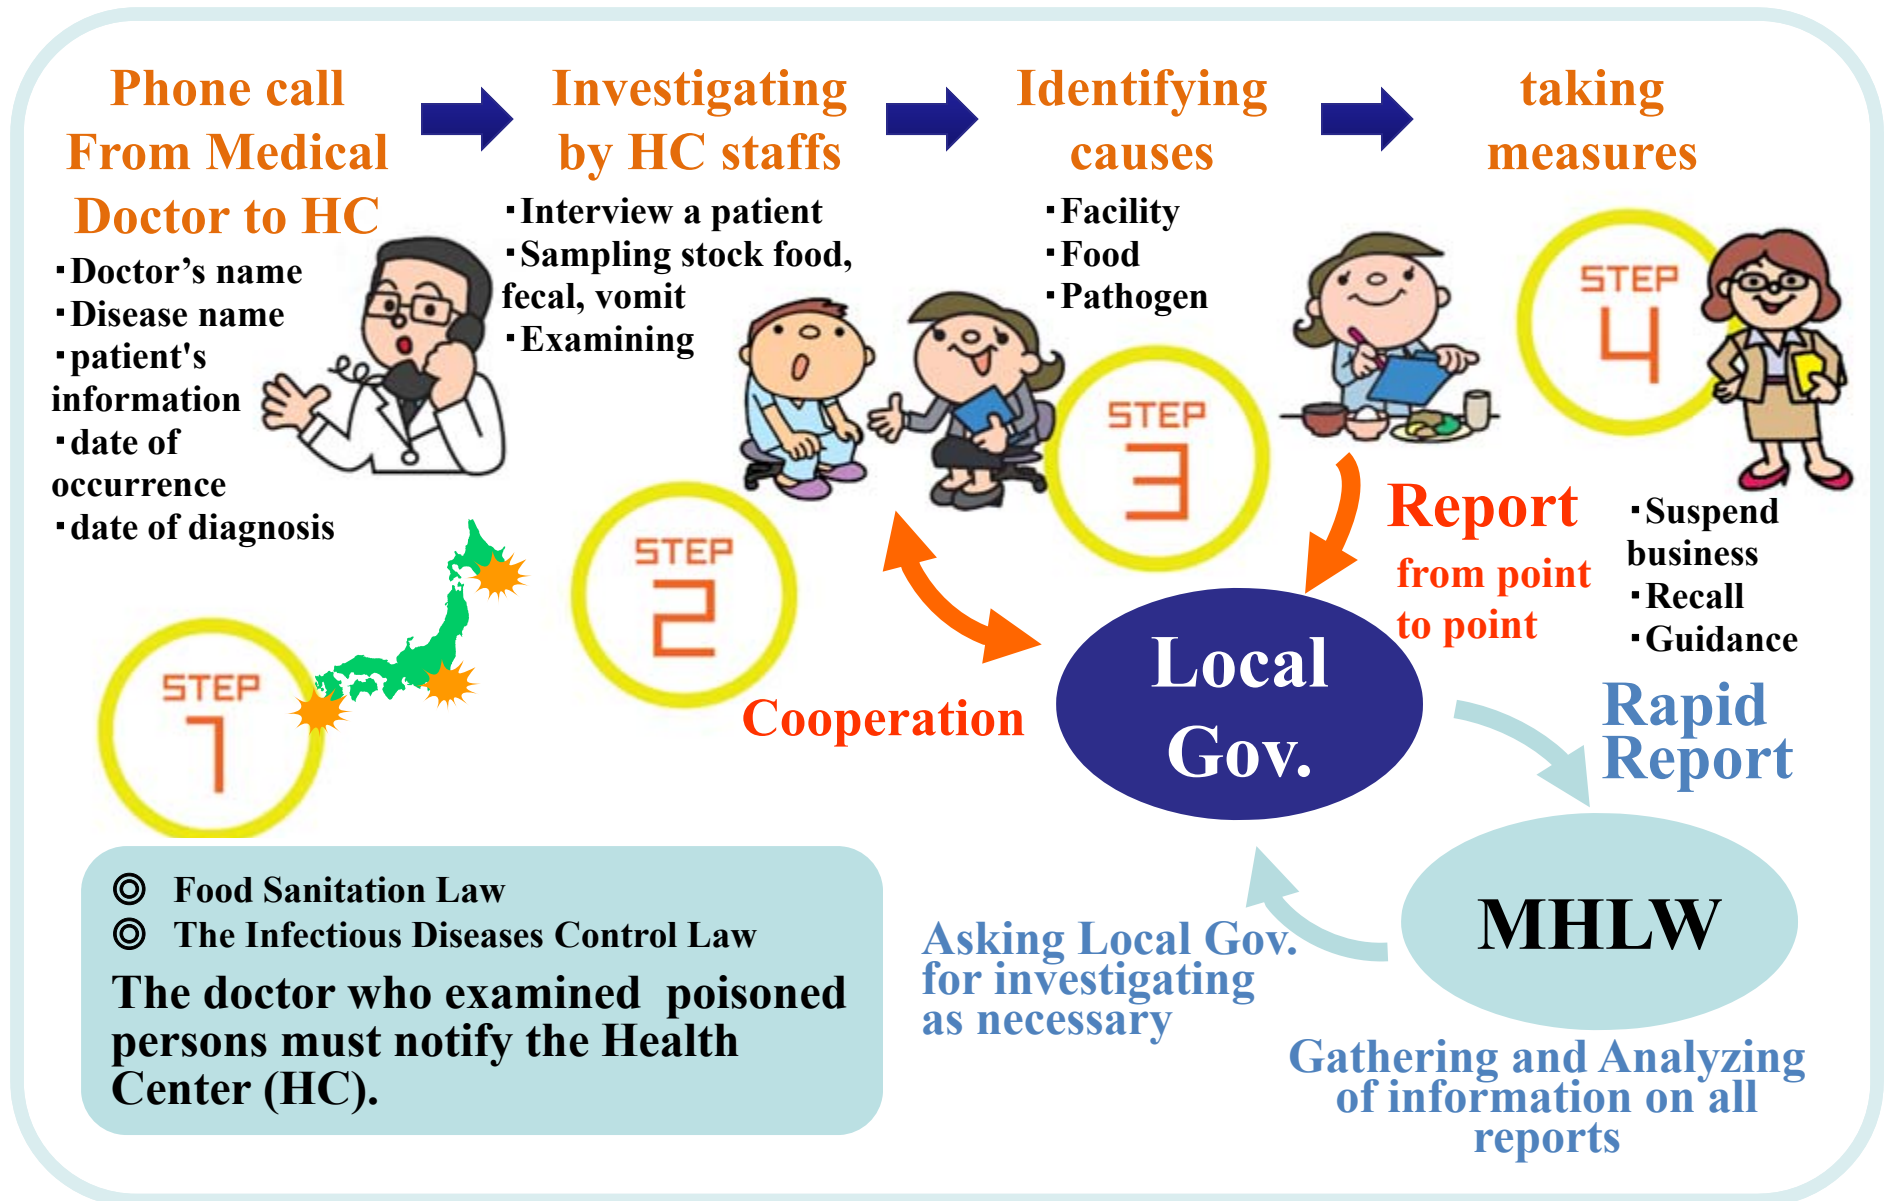 Phone call
From Medical
Doctor to HC
・Doctor’s name
・Disease name
・patient's
information
・date of
occurrence
・date of diagnosis
STEP
1
Investigating
by HC staffs
・Interview a patient
・Sampling stock food,
fecal, vomit
・Examining
STEP
2
Identifying
causes
・Facility
・Food
・Pathogen
STEP
3
taking
measures
STEP
4
・Suspend
business
・Recall
・Guidance
Report
from point
to point
Cooperation
Local
Gov.
Rapid
Report
MHLW
Asking Local Gov.
for investigating
as necessary
Gathering and Analyzing
of information on all
reports
◎ Food Sanitation Law
◎ The Infectious Diseases Control Law
The doctor who examined poisoned
persons must notify the Health
Center (HC).